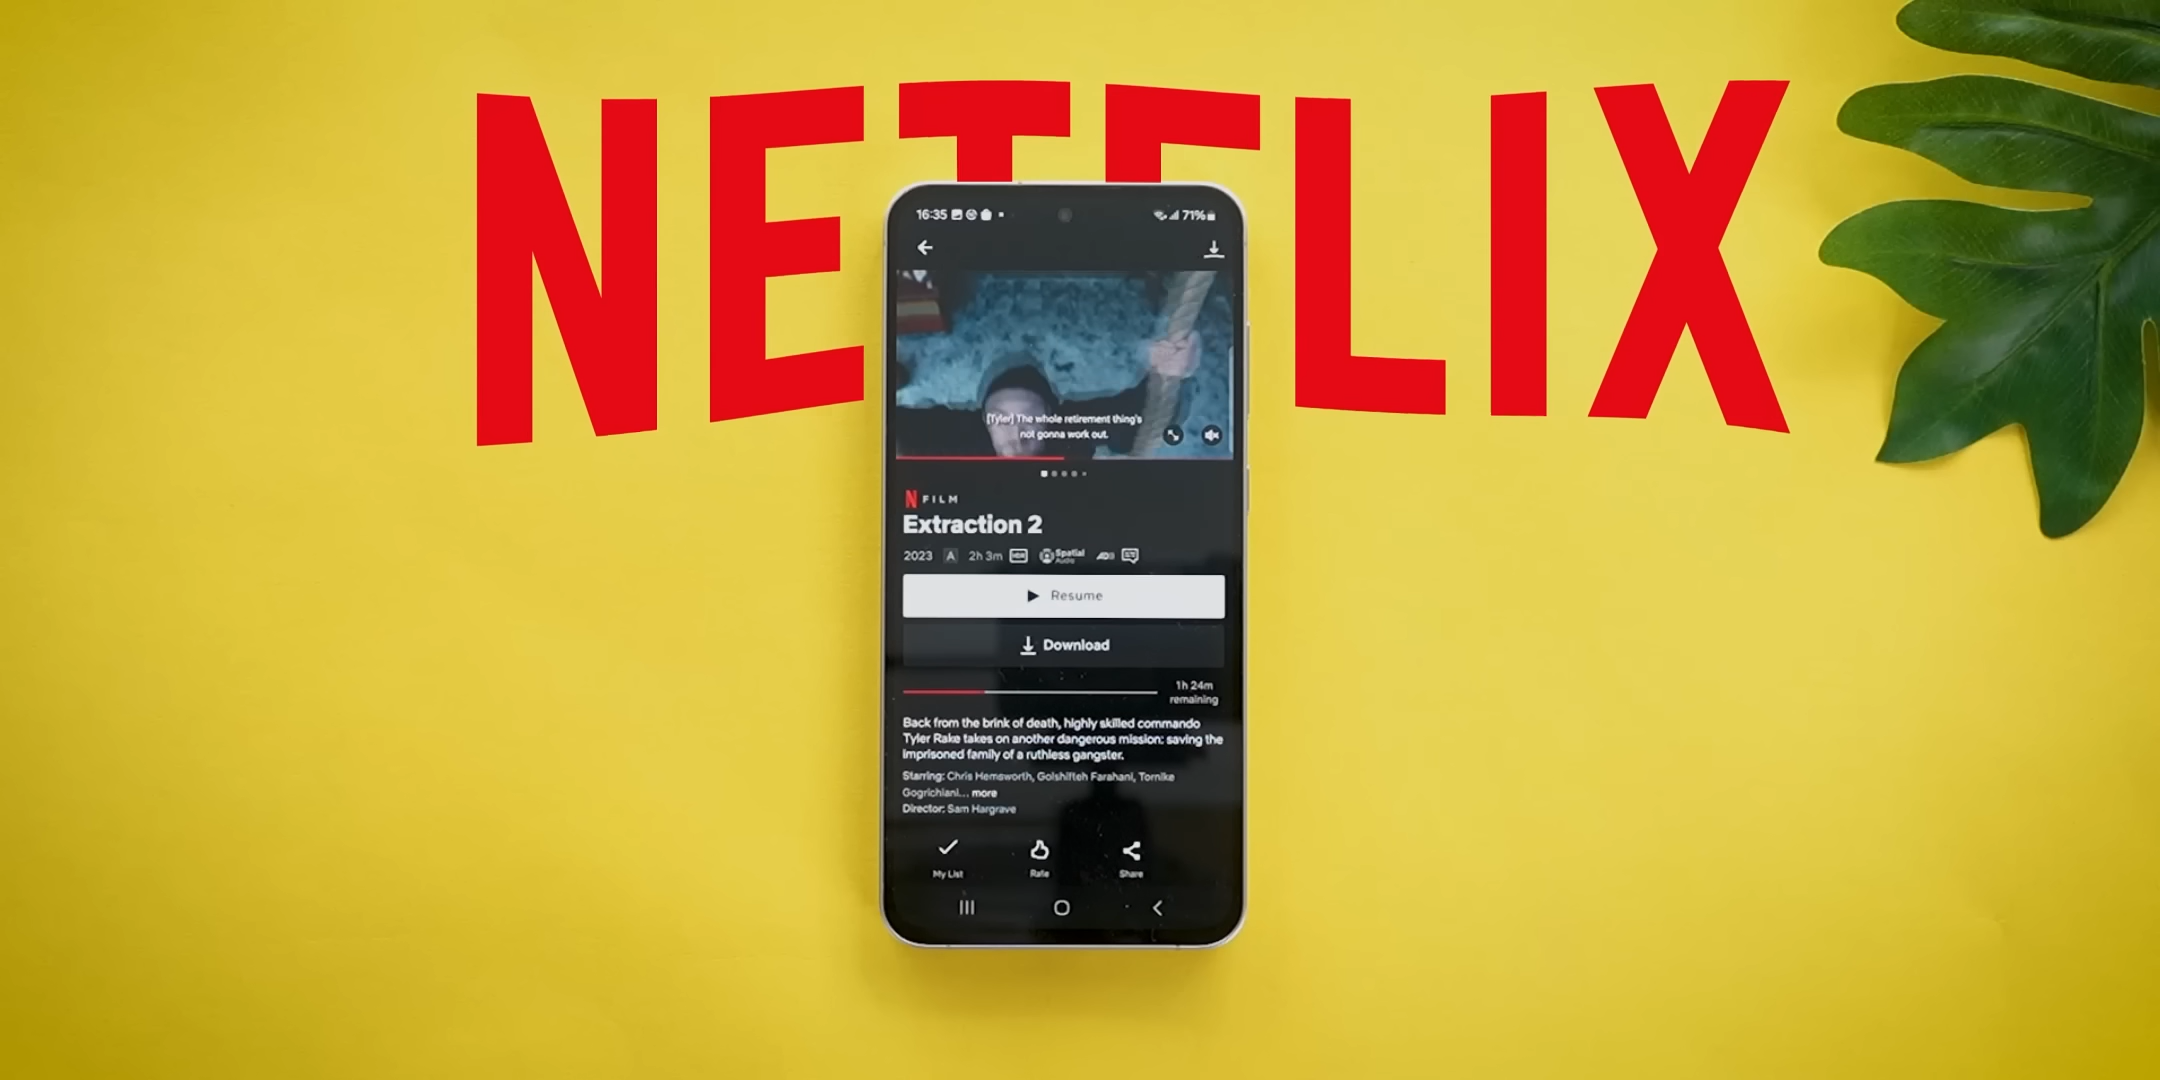 NETFLIX
16:35
71%
[Tyler] The whole retirement thing's
not gonna work out.
N FILM
Extraction 2
2023 A 2h 3m HDR Spatial Audio AD
Resume
Download
1h 24m
remaining
Back from the brink of death, highly skilled commando
Tyler Rake takes on another dangerous mission: saving the
imprisoned family of a ruthless gangster.
Starring: Chris Hemsworth, Golshifteh Farahani, Tornike
Gogrichiani... more
Director: Sam Hargrave
My List Rate Share